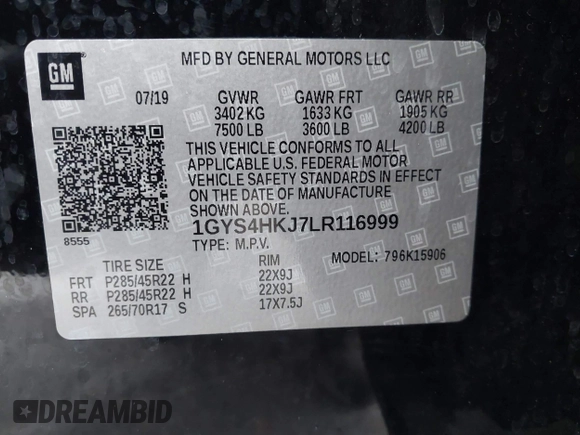 GM
MFD BY GENERAL MOTORS LLC
07/19 GVWR GAWR FRT GAWR RR
3402 KG 1633 KG 1905 KG
7500 LB 3600 LB 4200 LB
THIS VEHICLE CONFORMS TO ALL
APPLICABLE U.S. FEDERAL MOTOR
VEHICLE SAFETY STANDARDS IN EFFECT
ON THE DATE OF MANUFACTURE
SHOWN ABOVE.
8555
1GYS4HKJ7LR116999
TYPE: M.P.V. MODEL: 796K15906
TIRE SIZE RIM
FRT P285/45R22 H 22X9J
RR P285/45R22 H 22X9J
SPA 265/70R17 S 17X7.5J
DREAMBID